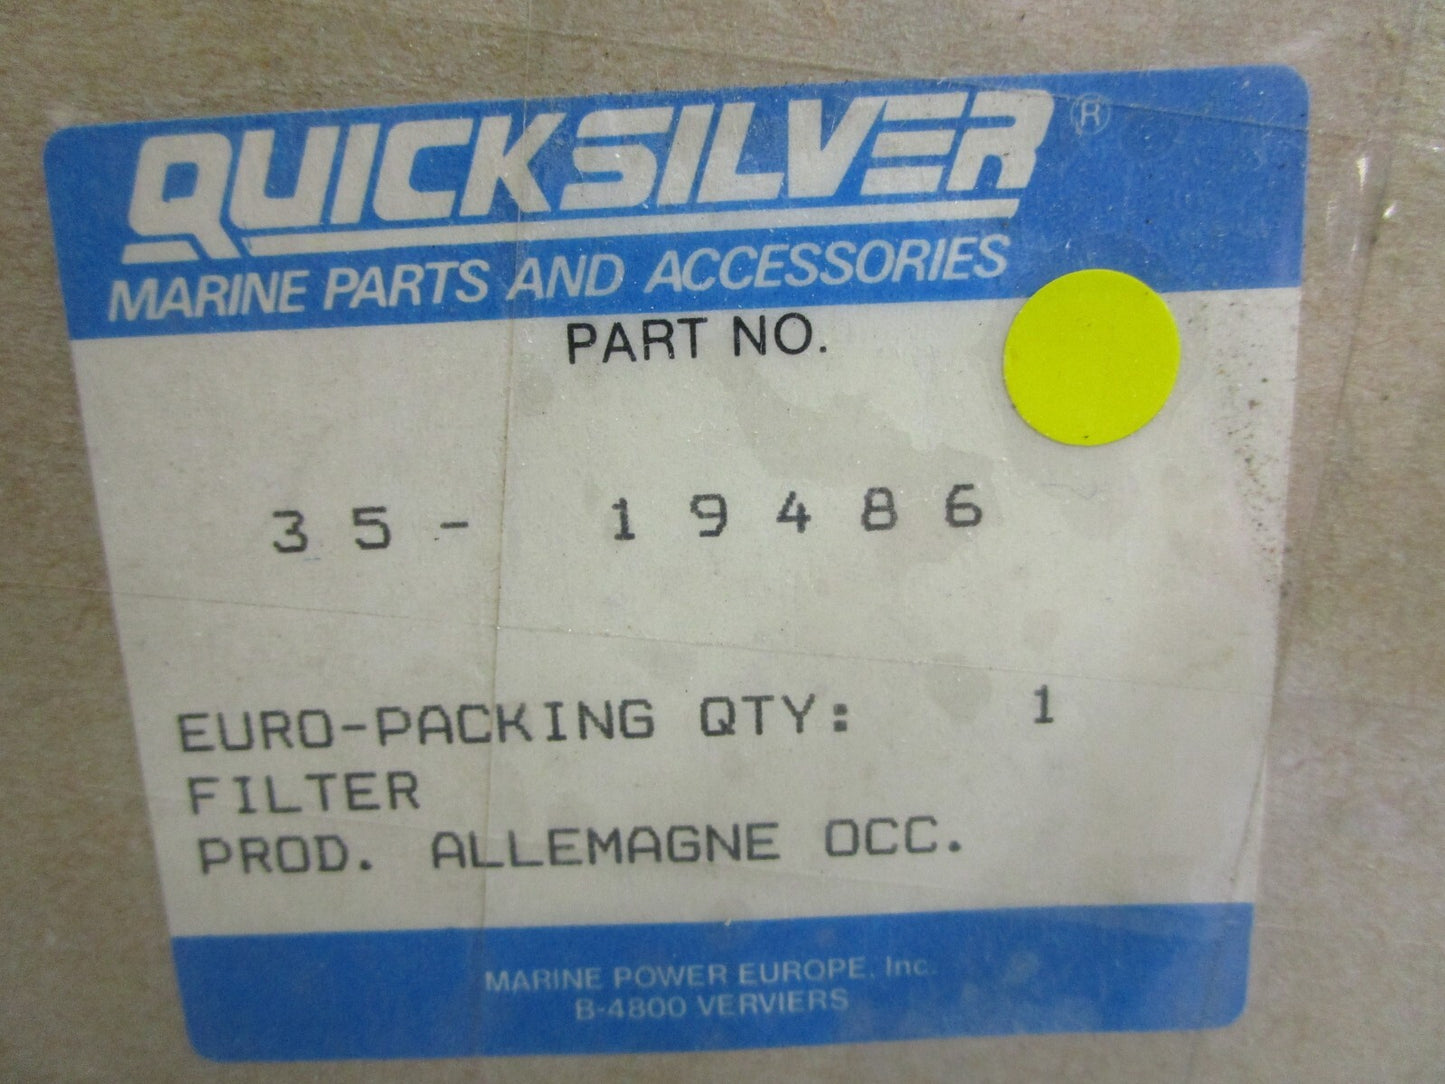 QUICKSILVER®
MARINE PARTS AND ACCESSORIES
PART NO.
35- 19486
EURO-PACKING QTY: 1
FILTER
PROD. ALLEMAGNE OCC.
MARINE POWER EUROPE, Inc.
B-4800 VERVIERS